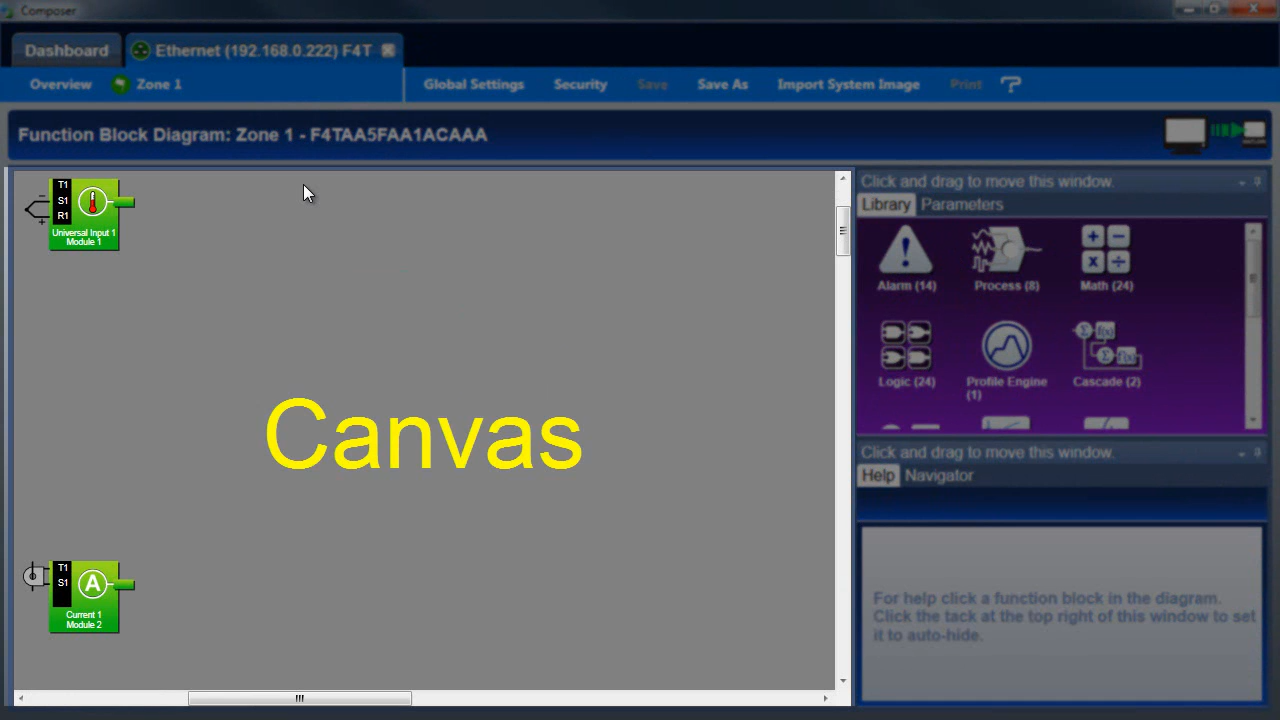 Composer
Dashboard
Ethernet (192.168.0.222) F4T
Overview
Zone 1
Global Settings
Security
Save
Save As
Import System Image
Print
Function Block Diagram: Zone 1 - F4TAA5FAA1ACAAA
T1
S1
R1
Universal Input 1
Module 1
Canvas
T1
S1
A
Current 1
Module 2
Click and drag to move this window.
Library
Parameters
Alarm (14)
Process (8)
Math (24)
Logic (24)
Profile Engine
(1)
Cascade (2)
Click and drag to move this window.
Help
Navigator
For help click a function block in the diagram.
Click the tack at the top right of this window to set
it to auto-hide.